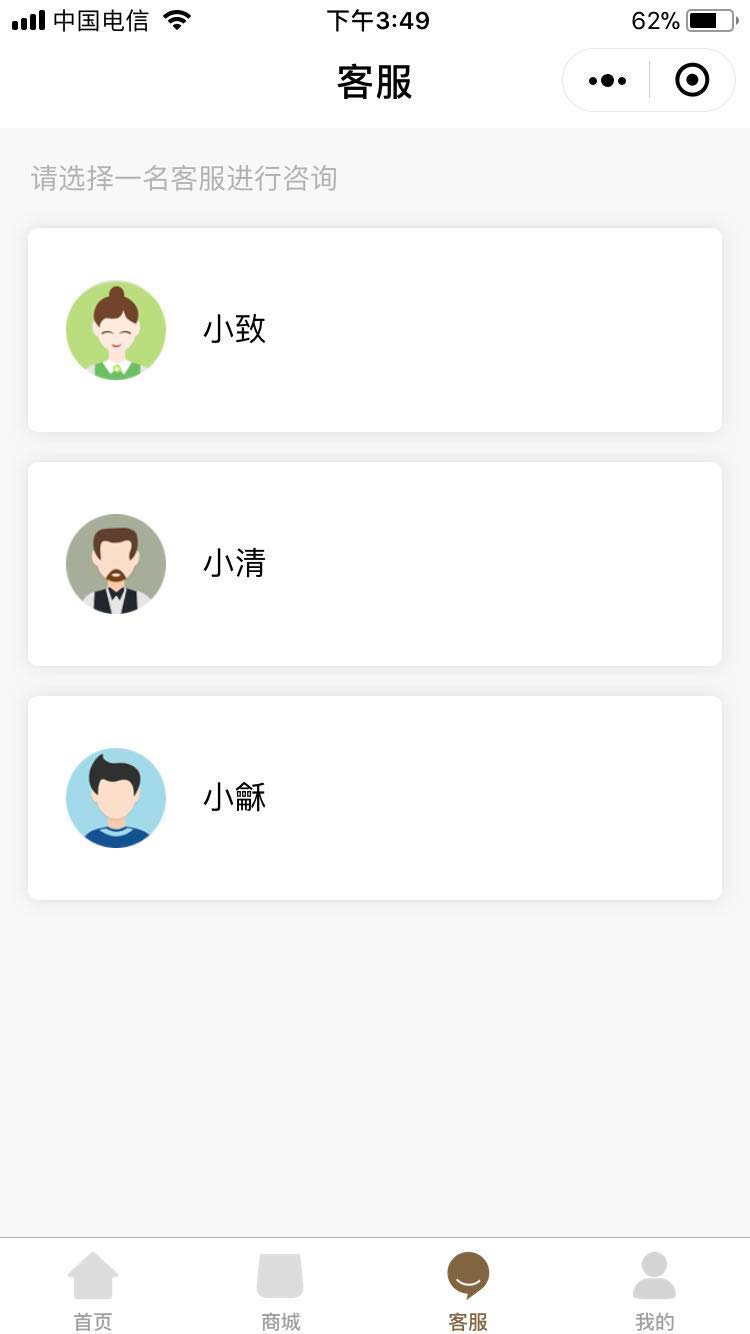 中国电信 下午3:49 62%
客服
请选择一名客服进行咨询
小致
小清
小龢
首页 商城 客服 我的